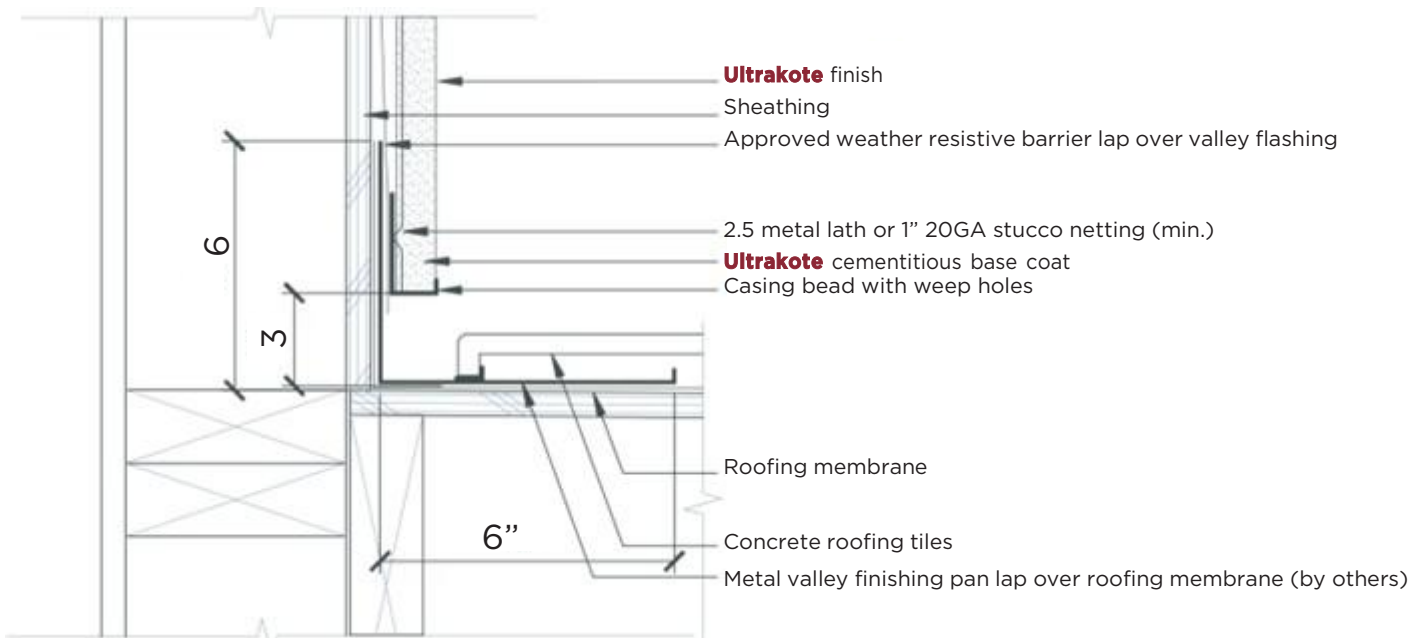 Ultrakote finish
Sheathing
Approved weather resistive barrier lap over valley flashing
6
2.5 metal lath or 1” 20GA stucco netting (min.)
Ultrakote cementitious base coat
Casing bead with weep holes
3
Roofing membrane
6”
Concrete roofing tiles
Metal valley finishing pan lap over roofing membrane (by others)